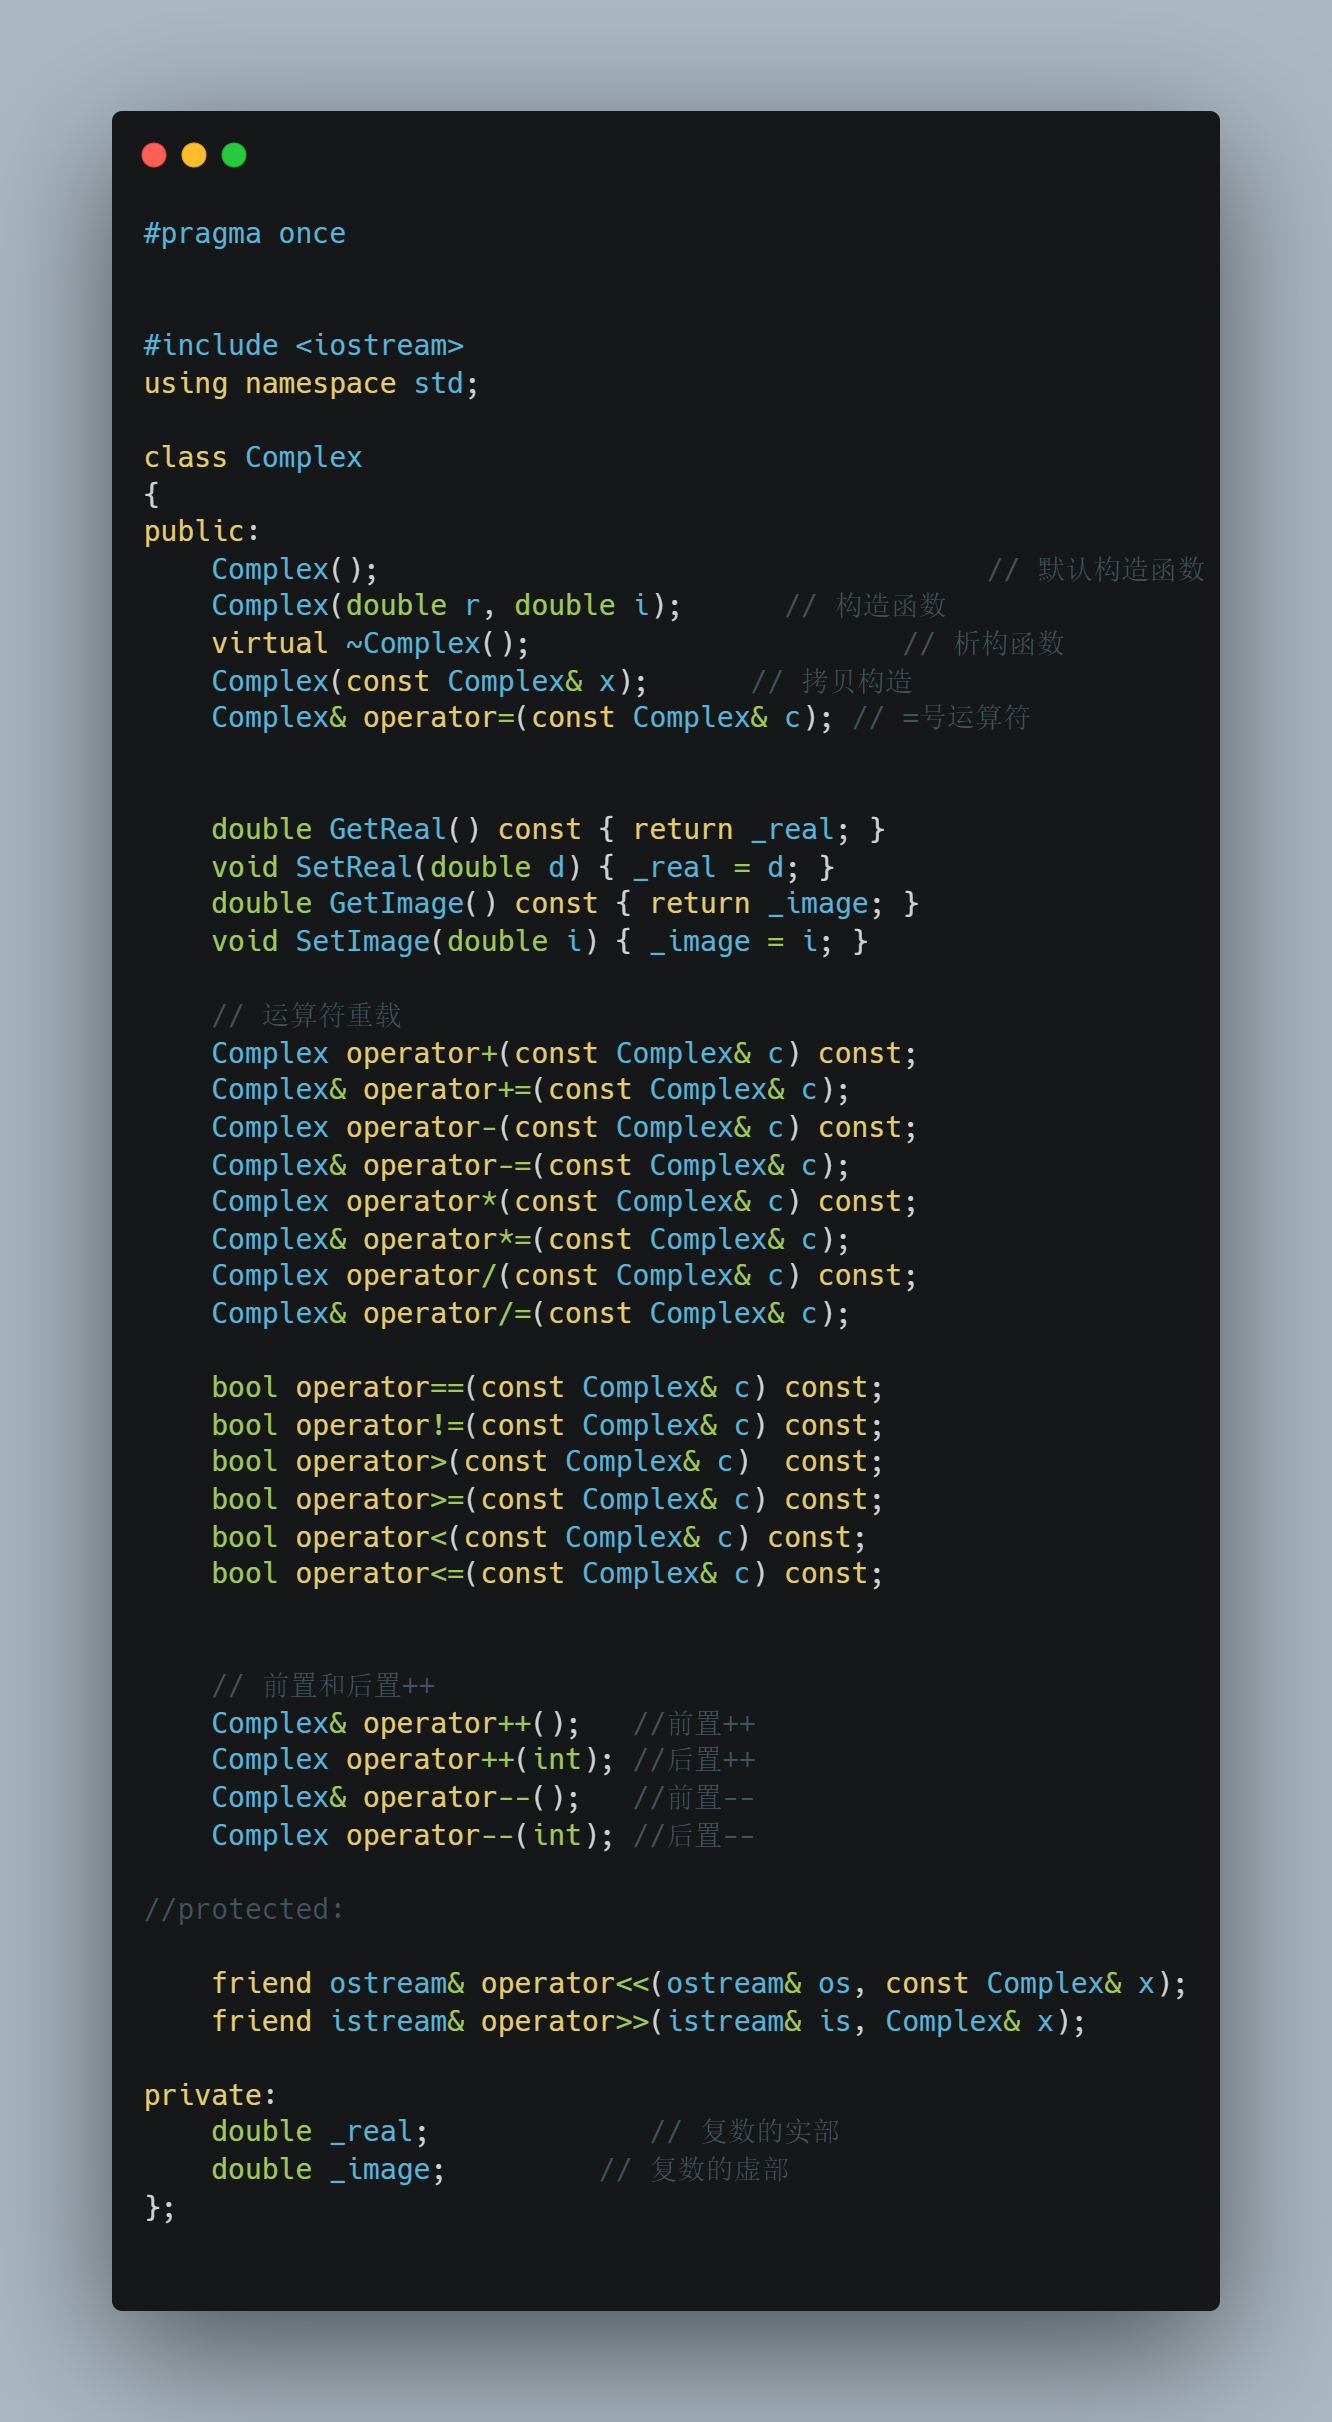 #pragma once
#include <iostream>
using namespace std;
class Complex
{
public:
    Complex();                                    // 默认构造函数
    Complex(double r, double i);      // 构造函数
    virtual ~Complex();                      // 析构函数
    Complex(const Complex& x);      // 拷贝构造
    Complex& operator=(const Complex& c); // =号运算符
    double GetReal() const { return _real; }
    void SetReal(double d) { _real = d; }
    double GetImage() const { return _image; }
    void SetImage(double i) { _image = i; }
    // 运算符重载
    Complex operator+(const Complex& c) const;
    Complex& operator+=(const Complex& c);
    Complex operator-(const Complex& c) const;
    Complex& operator-=(const Complex& c);
    Complex operator*(const Complex& c) const;
    Complex& operator*=(const Complex& c);
    Complex operator/(const Complex& c) const;
    Complex& operator/=(const Complex& c);
    bool operator==(const Complex& c) const;
    bool operator!=(const Complex& c) const;
    bool operator>(const Complex& c)  const;
    bool operator>=(const Complex& c) const;
    bool operator<(const Complex& c) const;
    bool operator<=(const Complex& c) const;
    // 前置和后置++
    Complex& operator++();   //前置++
    Complex operator++(int); //后置++
    Complex& operator--();   //前置--
    Complex operator--(int); //后置--
//protected:
    friend ostream& operator<<(ostream& os, const Complex& x);
    friend istream& operator>>(istream& is, Complex& x);
private:
    double _real;             // 复数的实部
    double _image;         // 复数的虚部
};